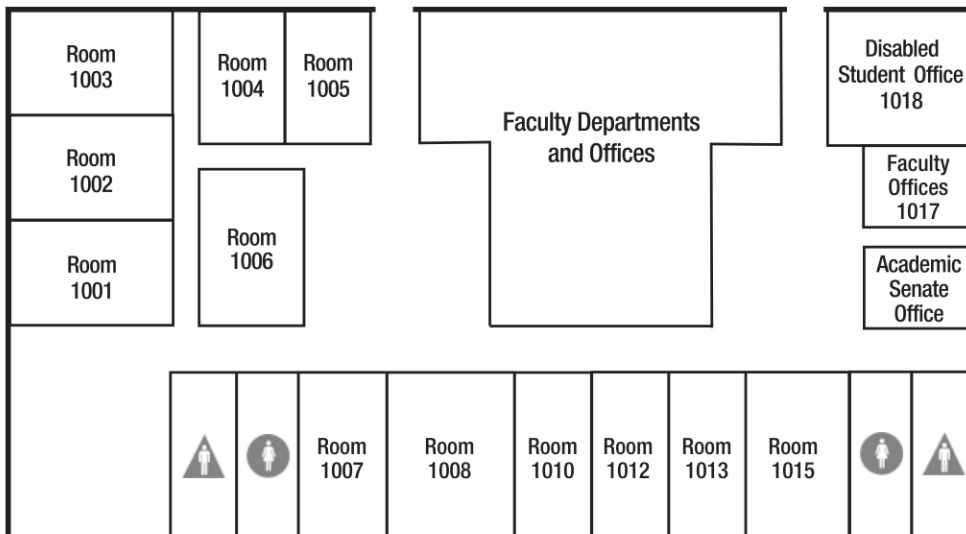 Room
1003
Room
1004
Room
1005
Faculty Departments
and Offices
Disabled
Student Office
1018
Room
1002
Faculty
Offices
1017
Room
1001
Room
1006
Academic
Senate
Office
Room
1007
Room
1008
Room
1010
Room
1012
Room
1013
Room
1015